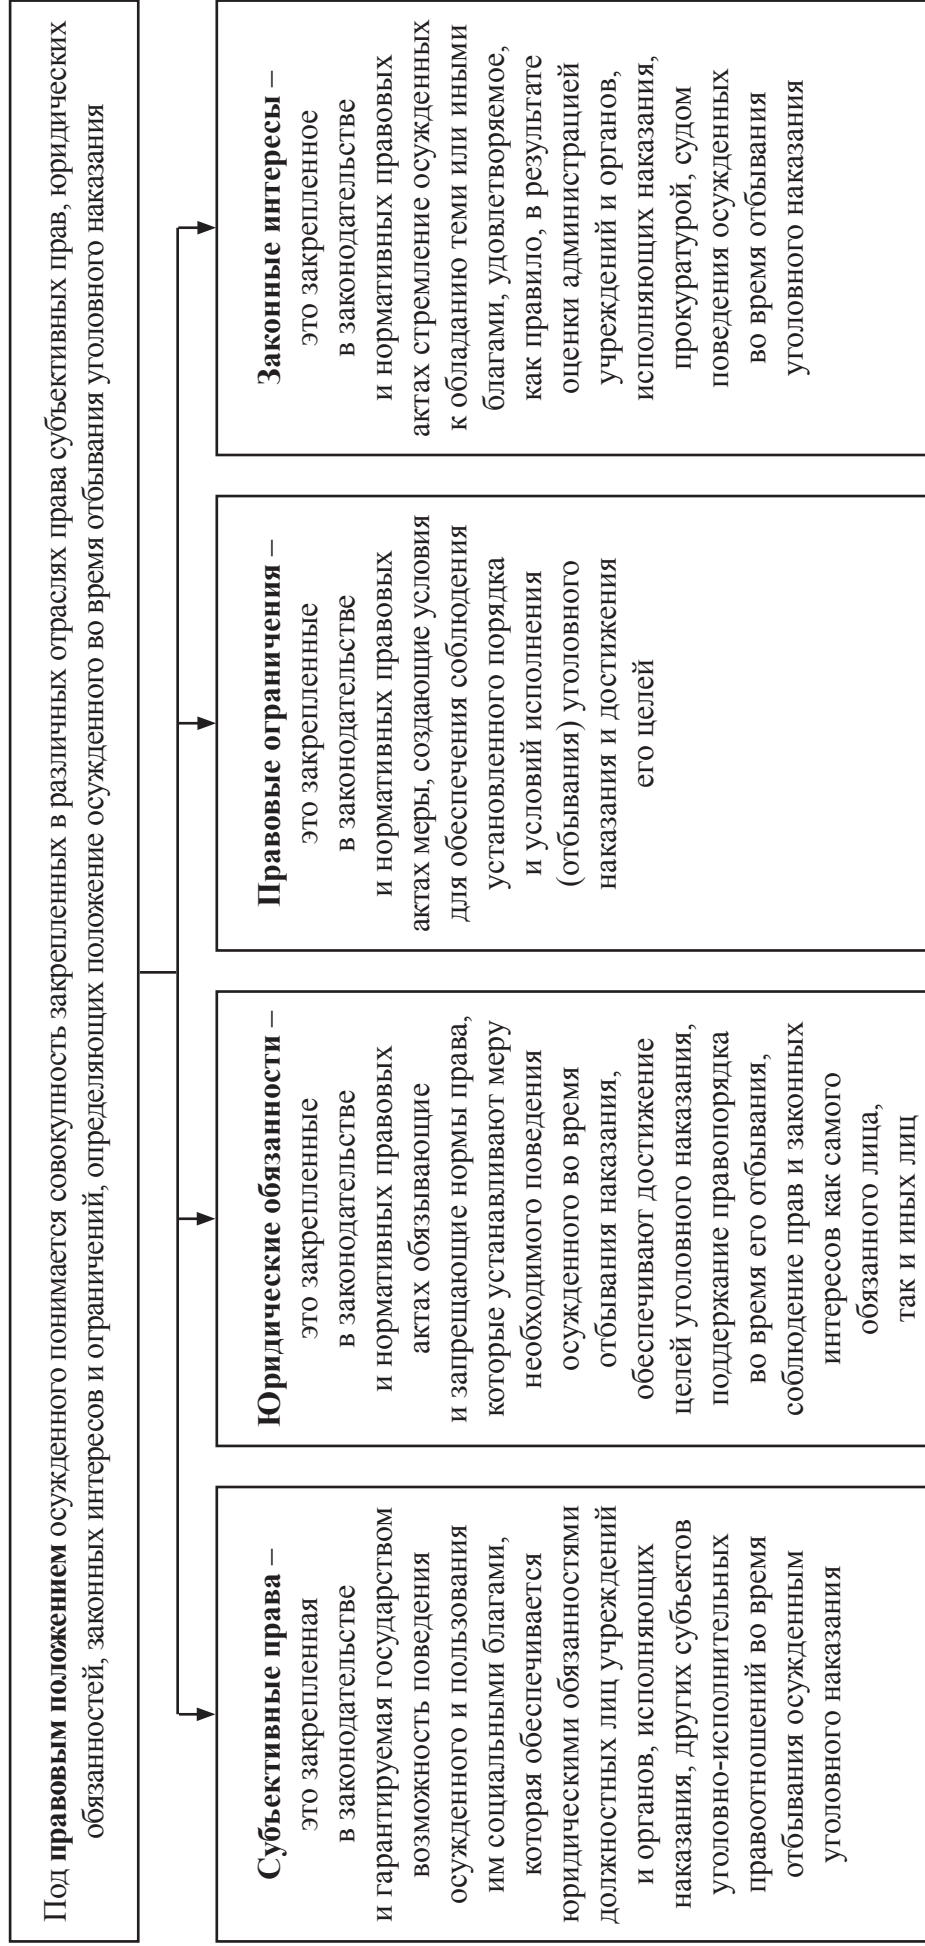 Под правовым положением осужденного понимается совокупность закрепленных в различных отраслях права субъективных прав, юридических
обязанностей, законных интересов и ограничений, определяющих положение осужденного во время отбывания уголовного наказания
Субъективные права –
это закрепленная
в законодательстве
и гарантируемая государством
возможность поведения
осужденного и пользования
им социальными благами,
которая обеспечивается
юридическими обязанностями
должностных лиц учреждений
и органов, исполняющих
наказания, других субъектов
уголовно-исполнительных
правоотношений во время
отбывания осужденным
уголовного наказания
Юридические обязанности –
это закрепленные
в законодательстве
и нормативных правовых
актах обязывающие
и запрещающие нормы права,
которые устанавливают меру
необходимого поведения
осужденного во время
отбывания наказания,
обеспечивают достижение
целей уголовного наказания,
поддержание правопорядка
во время его отбывания,
соблюдение прав и законных
интересов как самого
обязанного лица,
так и иных лиц
Правовые ограничения –
это закрепленные
в законодательстве
и нормативных правовых
актах меры, создающие условия
для обеспечения соблюдения
установленного порядка
и условий исполнения
(отбывания) уголовного
наказания и достижения
его целей
Законные интересы –
это закрепленное
в законодательстве
и нормативных правовых
актах стремление осужденных
к обладанию теми или иными
благами, удовлетворяемое,
как правило, в результате
оценки администрацией
учреждений и органов,
исполняющих наказания,
прокуратурой, судом
поведения осужденных
во время отбывания
уголовного наказания